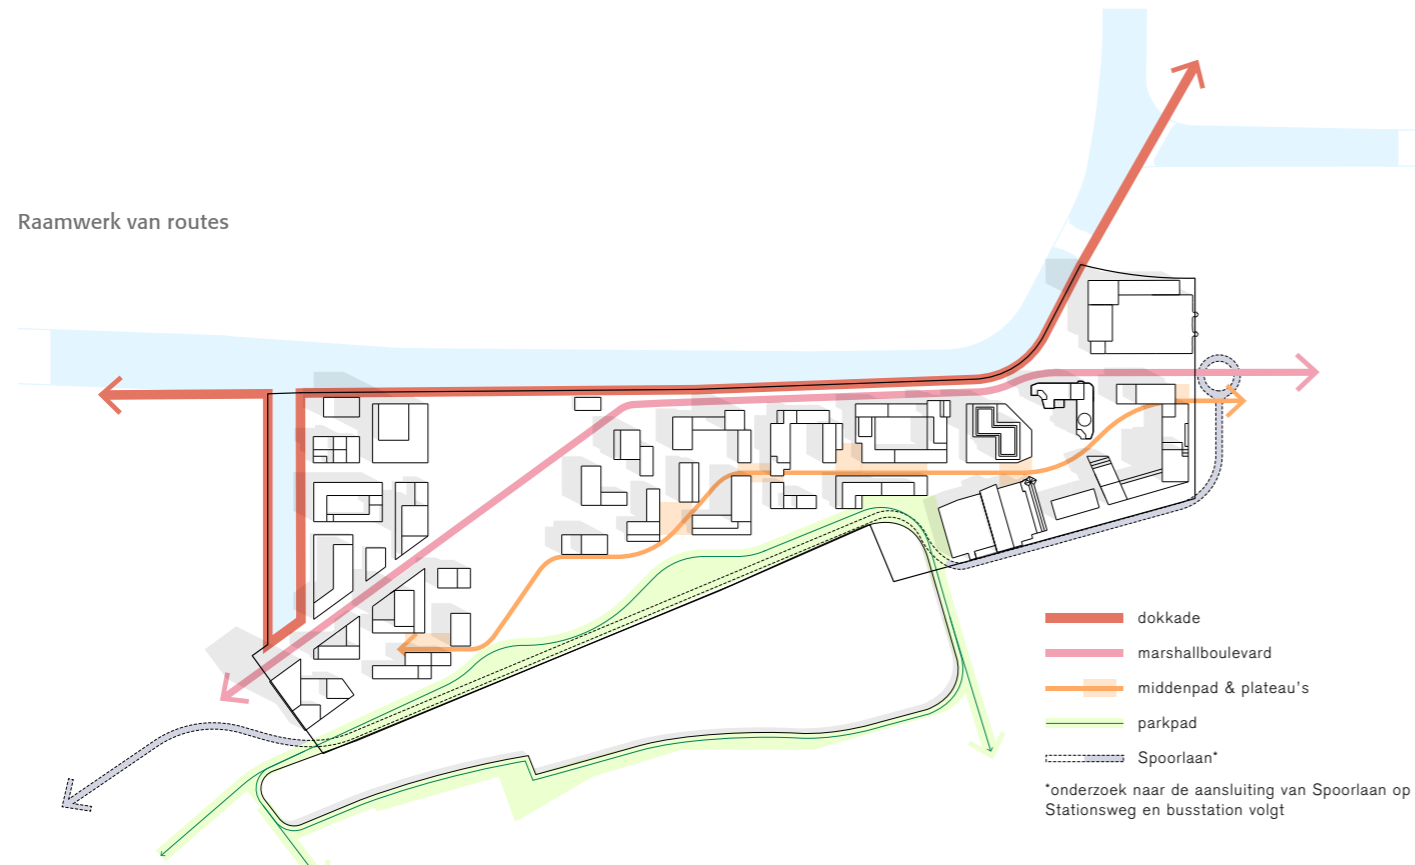 Raamwerk van routes
dokkade
marshallboulevard
middenpad & plateau's
parkpad
Spoorlaan*
*onderzoek naar de aansluiting van Spoorlaan op
Stationsweg en busstation volgt